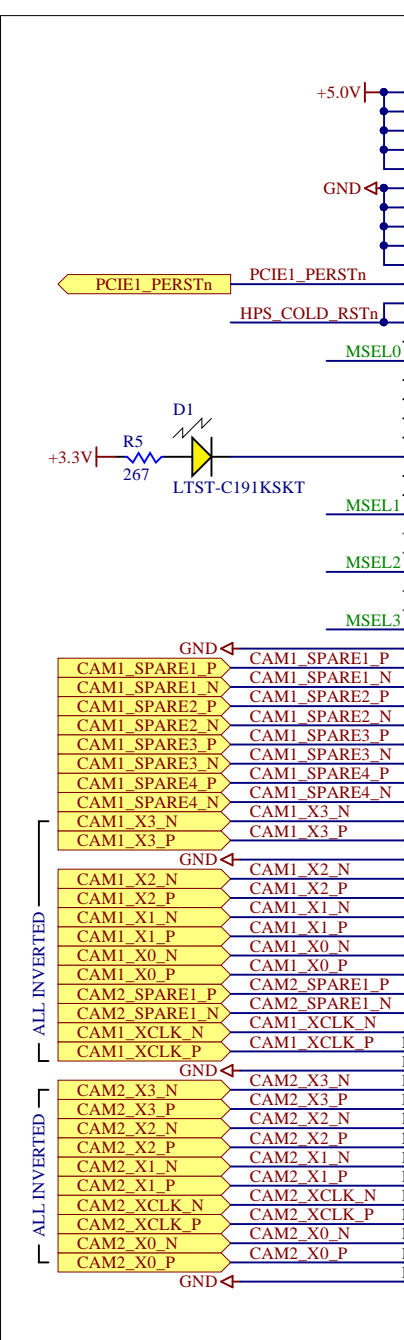 +5.0V
GND
PCIE1_PERSTn PCIE1_PERSTn
HPS_COLD_RSTn
MSEL0
D1
R5
+3.3V
267
LTST-C191KSKT
MSEL1
MSEL2
MSEL3
GND
CAM1_SPARE1_P CAM1_SPARE1_P
CAM1_SPARE1_N CAM1_SPARE1_N
CAM1_SPARE2_P CAM1_SPARE2_P
CAM1_SPARE2_N CAM1_SPARE2_N
CAM1_SPARE3_P CAM1_SPARE3_P
CAM1_SPARE3_N CAM1_SPARE3_N
CAM1_SPARE4_P CAM1_SPARE4_P
CAM1_SPARE4_N CAM1_SPARE4_N
CAM1_X3_N CAM1_X3_N
CAM1_X3_P CAM1_X3_P
GND
CAM1_X2_N CAM1_X2_N
CAM1_X2_P CAM1_X2_P
CAM1_X1_N CAM1_X1_N
CAM1_X1_P CAM1_X1_P
CAM1_X0_N CAM1_X0_N
CAM1_X0_P CAM1_X0_P
CAM2_SPARE1_P CAM2_SPARE1_P
CAM2_SPARE1_N CAM2_SPARE1_N
CAM1_XCLK_N CAM1_XCLK_N
CAM1_XCLK_P CAM1_XCLK_P
ALL INVERTED
GND
CAM2_X3_N CAM2_X3_N
CAM2_X3_P CAM2_X3_P
CAM2_X2_N CAM2_X2_N
CAM2_X2_P CAM2_X2_P
CAM2_X1_N CAM2_X1_N
CAM2_X1_P CAM2_X1_P
CAM2_XCLK_N CAM2_XCLK_N
CAM2_XCLK_P CAM2_XCLK_P
CAM2_X0_N CAM2_X0_N
CAM2_X0_P CAM2_X0_P
ALL INVERTED
GND